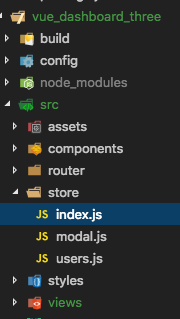 vue_dashboard_three
build
config
node_modules
src
assets
components
router
store
JS index.js
JS modal.js
JS users.js
styles
views